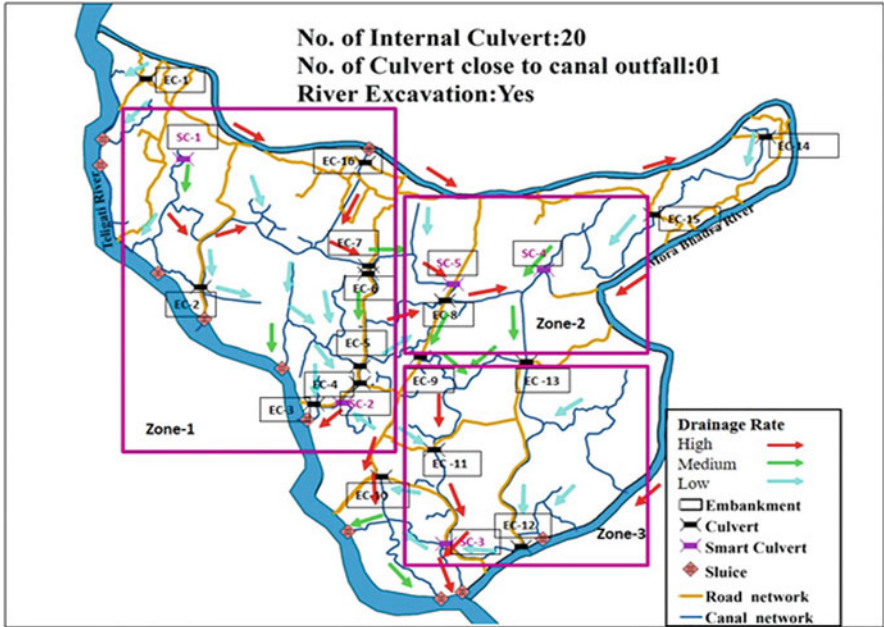 No. of Internal Culvert:20
No. of Culvert close to canal outfall:01
River Excavation:Yes
EC-1
SC-1
EC-16
EC-14
EC-15
Teligati River
Mora Bhadra River
EC-7
SC-5
SC-4
EC-6
EC-2
EC-8
Zone-2
EC-5
EC-9
EC -13
EC-4
EC-3
SC-2
Zone-1
EC -11
EC-10
EC-12
SC-3
Zone-3
Drainage Rate
High
Medium
Low
Embankment
Culvert
Smart Culvert
Sluice
Road network
Canal network